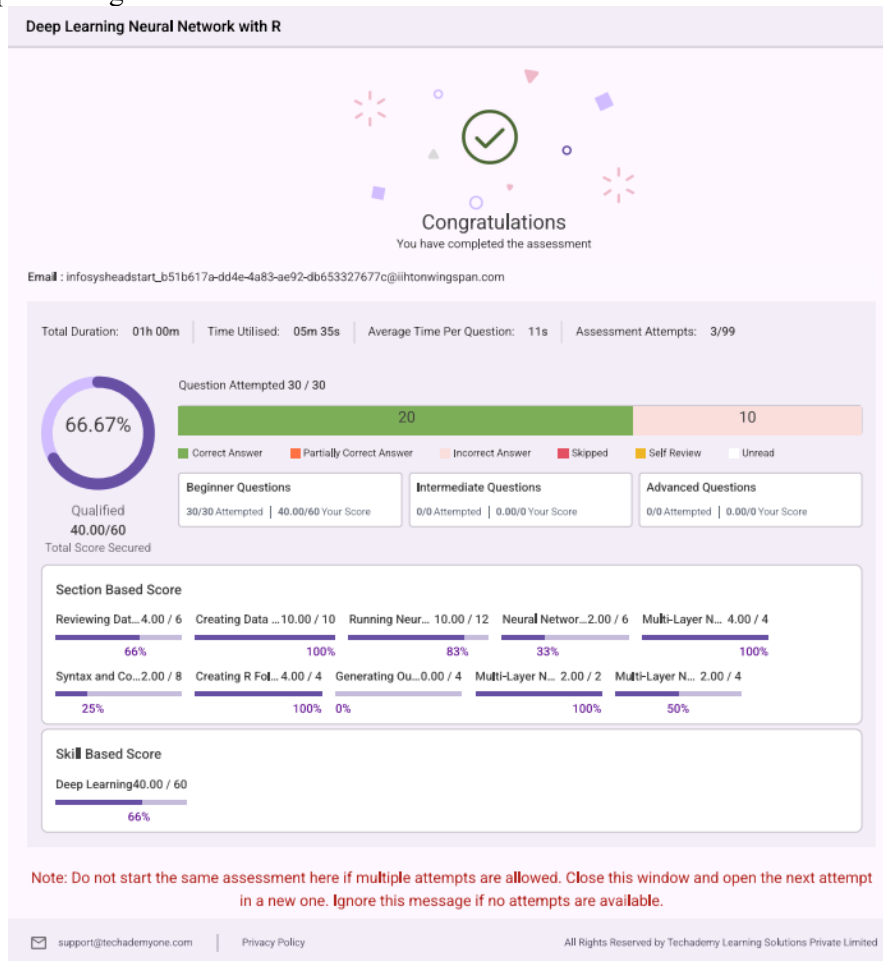 Deep Learning Neural Network with R
Congratulations
You have completed the assessment
Email : infosysheadstart_b51b617a-dd4e-4a83-ae92-db653327677c@iihtonwingspan.com
Total Duration: 01h 00m Time Utilised: 05m 35s Average Time Per Question: 11s Assessment Attempts: 3/99
66.67%
Qualified
40.00/60
Total Score Secured
Question Attempted 30 / 30
20 10
Correct Answer Partially Correct Answer Incorrect Answer Skipped Self Review Unread
Beginner Questions
30/30 Attempted | 40.00/60 Your Score
Intermediate Questions
0/0 Attempted | 0.00/0 Your Score
Advanced Questions
0/0 Attempted | 0.00/0 Your Score
Section Based Score
Reviewing Dat... 4.00 / 6 Creating Data ... 10.00 / 10 Running Neur... 10.00 / 12 Neural Networ... 2.00 / 6 Multi-Layer N... 4.00 / 4
66% 100% 83% 33% 100%
Syntax and Co... 2.00 / 8 Creating R Fol... 4.00 / 4 Generating Ou... 0.00 / 4 Multi-Layer N... 2.00 / 2 Multi-Layer N... 2.00 / 4
25% 100% 0% 100% 50%
Skill Based Score
Deep Learning40.00 / 60
66%
Note: Do not start the same assessment here if multiple attempts are allowed. Close this window and open the next attempt
in a new one. Ignore this message if no attempts are available.
support@techademyone.com | Privacy Policy All Rights Reserved by Techademy Learning Solutions Private Limited